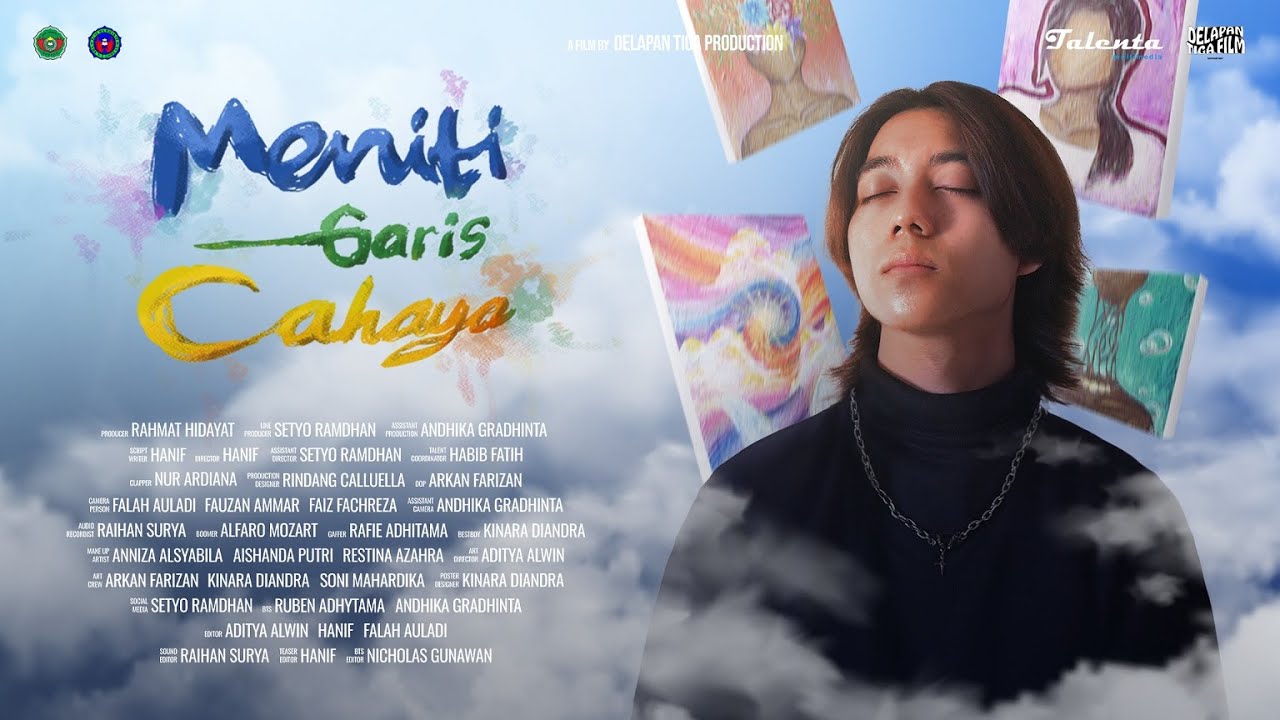 A FILM BY DELAPAN TIGA PRODUCTION
Talenta
DELAPAN
TIGA FILM
Meniti
Garis
Cahaya
PRODUCER RAHMAT HIDAYAT LINE PRODUCER SETYO RAMDHAN ASSISTANT PRODUCTION ANDHIKA GRADHINTA
SCRIPT WRITER HANIF DIRECTOR HANIF ASSISTANT DIRECTOR SETYO RAMDHAN TALENT COORDINATOR HABIB FATIH
CLAPPER NUR ARDIANA PRODUCTION DESIGNER RINDANG CALLUELLA DOP ARKAN FARIZAN
CAMERA PERSON FALAH AULADI FAUZAN AMMAR FAIZ FACHREZA ASSISTANT CAMERA ANDHIKA GRADHINTA
AUDIO RECORDIST RAIHAN SURYA BOOMER ALFARO MOZART GAFFER RAFIE ADHITAMA BESTBOY KINARA DIANDRA
MAKE UP ARTIST ANNIZA ALSYABILA AISHANDA PUTRI RESTINA AZAHRA ART DIRECTOR ADITYA ALWIN
ART CREW ARKAN FARIZAN KINARA DIANDRA SONI MAHARDIKA POSTER DESIGNER KINARA DIANDRA
SOCIAL MEDIA SETYO RAMDHAN BTS RUBEN ADHYTAMA ANDHIKA GRADHINTA
EDITOR ADITYA ALWIN HANIF FALAH AULADI
SOUND EDITOR RAIHAN SURYA TEASER EDITOR HANIF BTS EDITOR NICHOLAS GUNAWAN